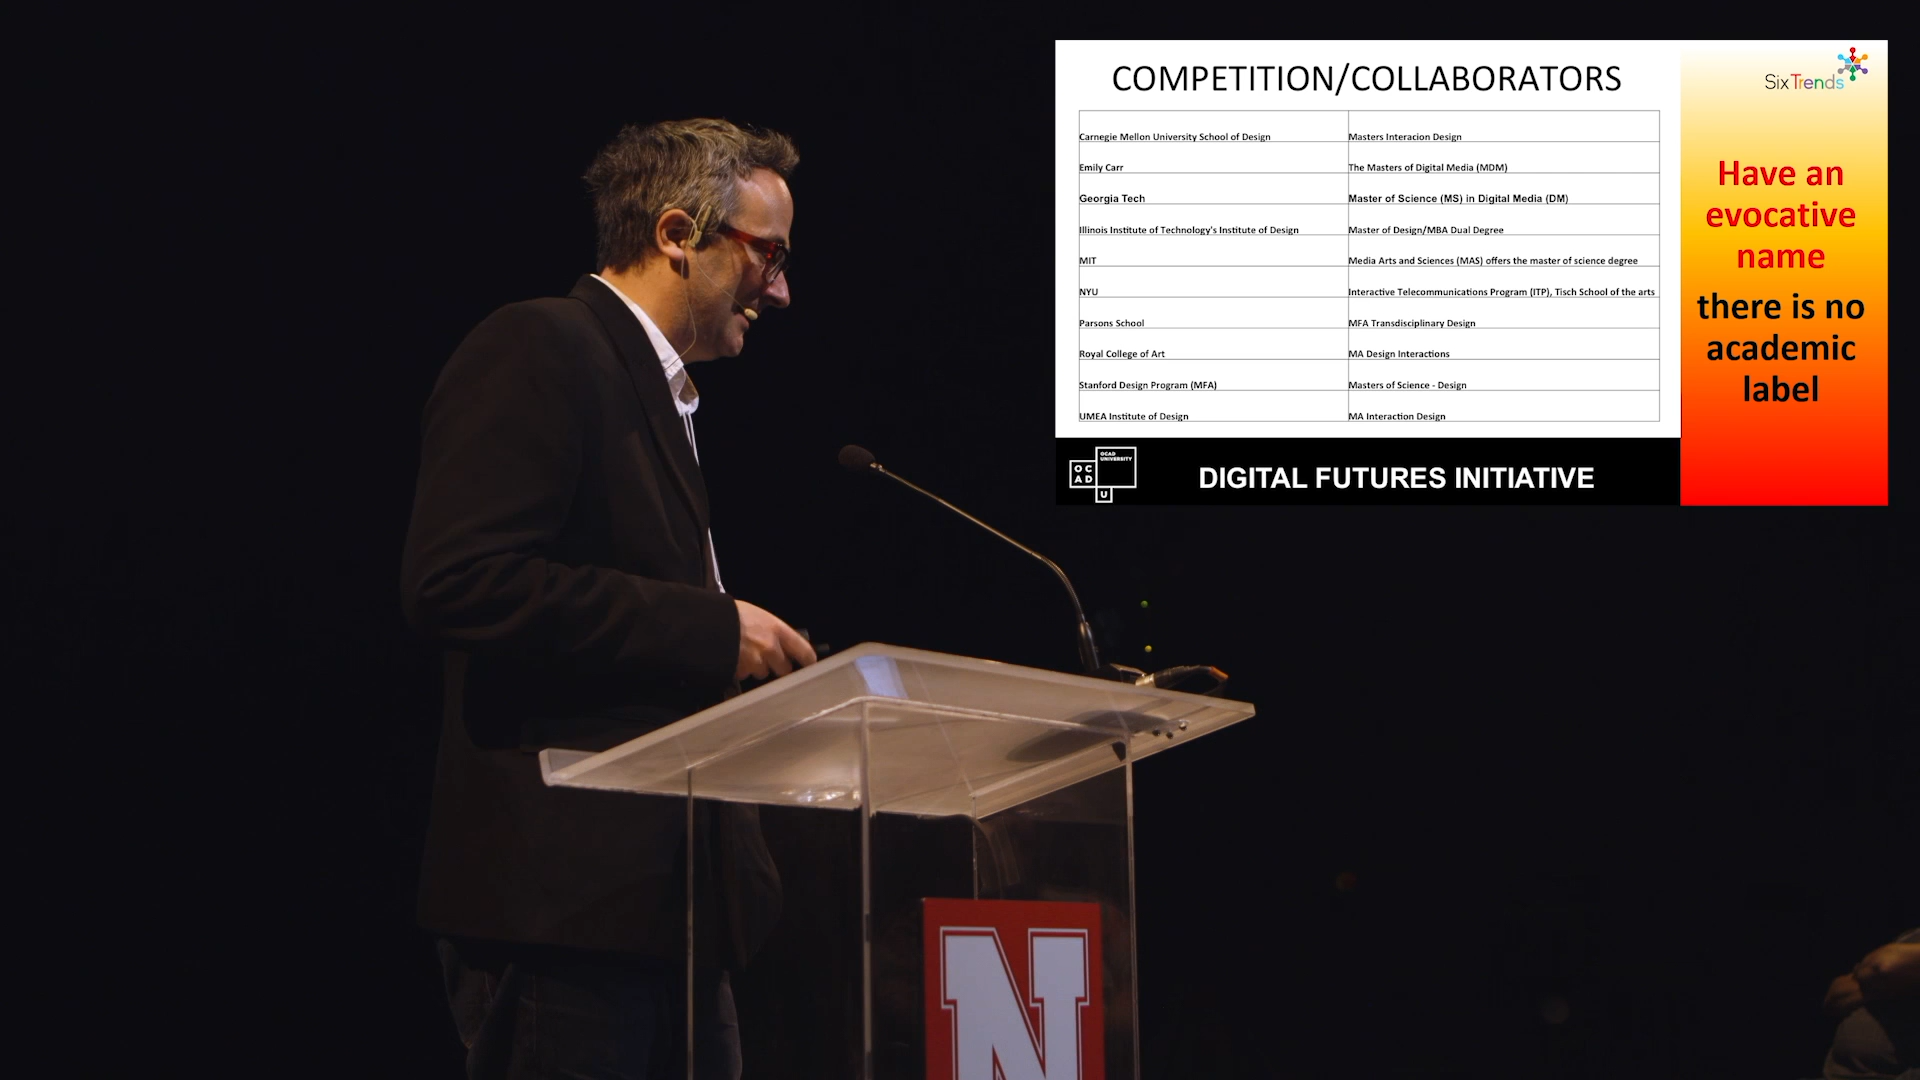 COMPETITION/COLLABORATORS
Carnegie Mellon University School of Design Masters Interacion Design
Emily Carr The Masters of Digital Media (MDM)
Georgia Tech Master of Science (MS) in Digital Media (DM)
Illinois Institute of Technology's Institute of Design Master of Design/MBA Dual Degree
MIT Media Arts and Sciences (MAS) offers the master of science degree
NYU Interactive Telecommunications Program (ITP), Tisch School of the arts
Parsons School MFA Transdisciplinary Design
Royal College of Art MA Design Interactions
Stanford Design Program (MFA) Masters of Science - Design
UMEA Institute of Design MA Interaction Design
OCAD
UNIVERSITY
OC
AD
U
DIGITAL FUTURES INITIATIVE
SixTrends
Have an
evocative
name
there is no
academic
label
N